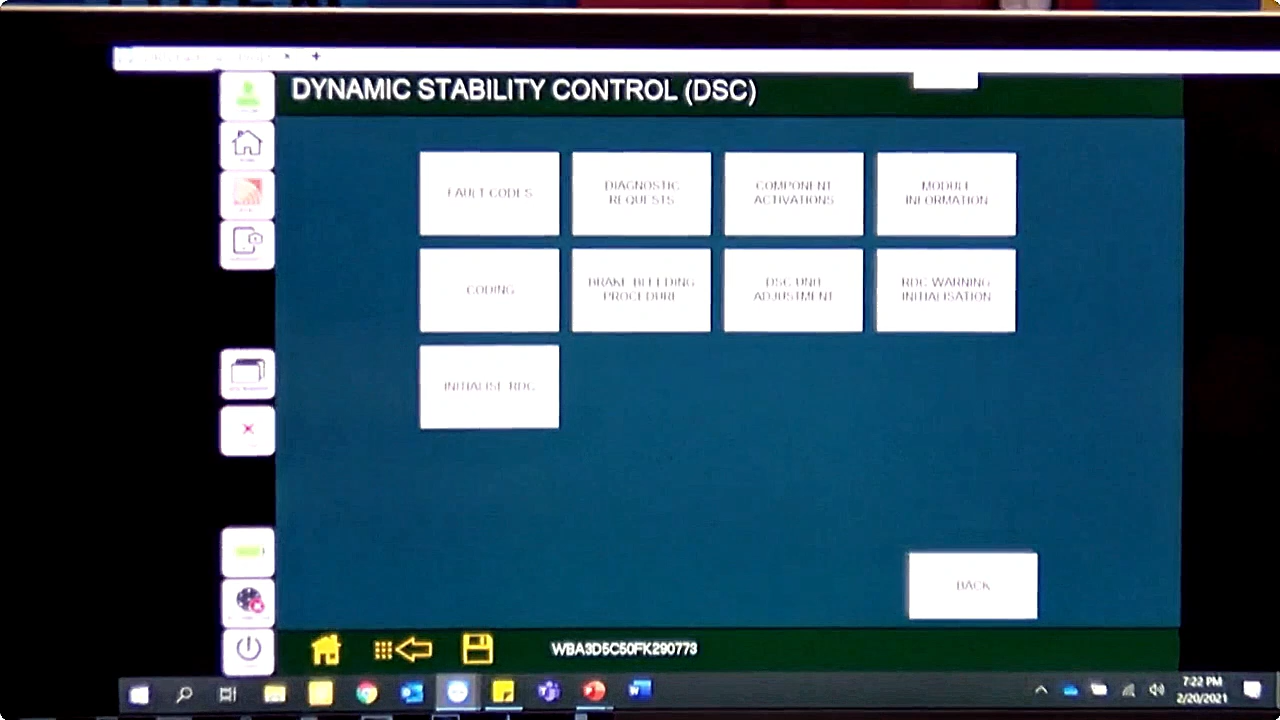 DYNAMIC STABILITY CONTROL (DSC)
FAULT CODES
DIAGNOSTIC
REQUESTS
COMPONENT
ACTIVATIONS
MODULE
INFORMATION
CODING
BRAKE BLEEDING
PROCEDURE
DSC UNIT
ADJUSTMENT
RDC WARNING
INITIALISATION
INITIALISE RDC
BACK
WBA3D5C50FK290773
7:22 PM
2/20/2021